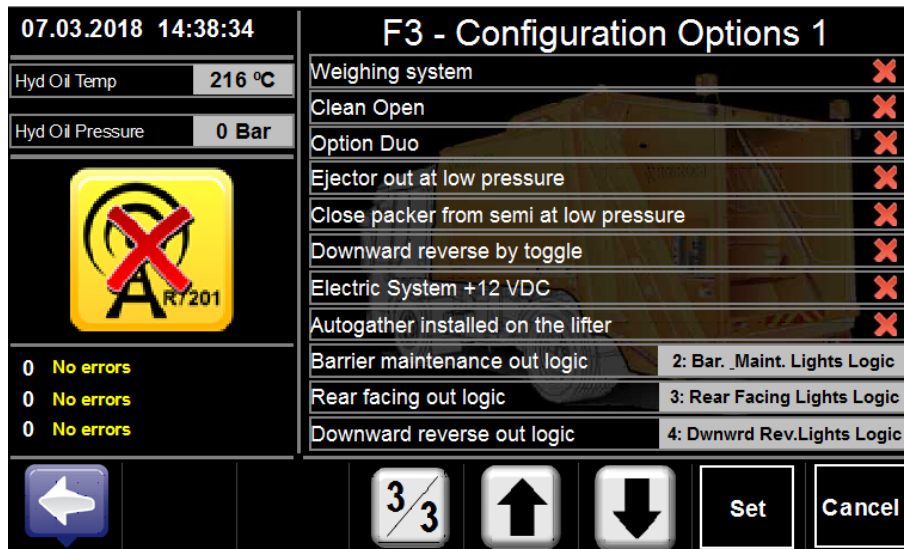 07.03.2018 14:38:34
Hyd Oil Temp 216 ºC
Hyd Oil Pressure 0 Bar
R7201
0 No errors
0 No errors
0 No errors
F3 - Configuration Options 1
Weighing system
Clean Open
Option Duo
Ejector out at low pressure
Close packer from semi at low pressure
Downward reverse by toggle
Electric System +12 VDC
Autogather installed on the lifter
Barrier maintenance out logic 2: Bar. _Maint. Lights Logic
Rear facing out logic 3: Rear Facing Lights Logic
Downward reverse out logic 4: Dwnwrd Rev.Lights Logic
3/3 Set Cancel